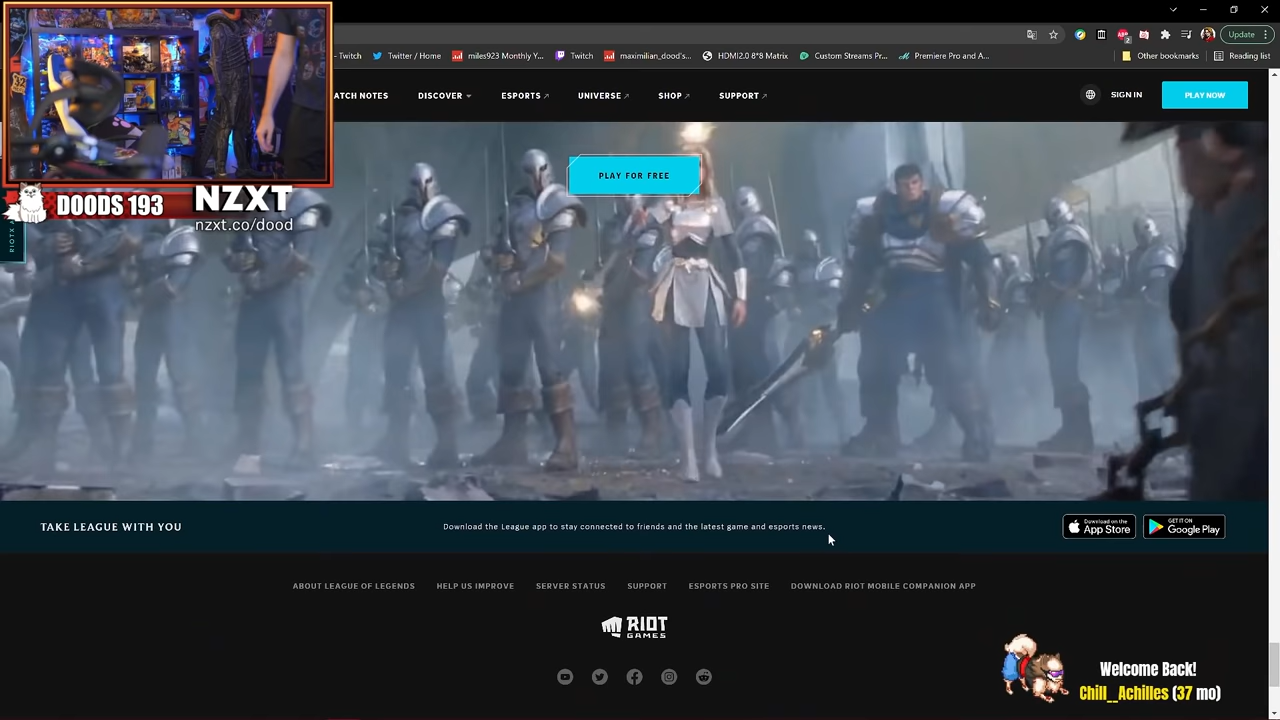 Update
- Twitch
Twitter / Home
miles923 Monthly Y...
Twitch
maximilian_dood's...
HDMI2.0 8*8 Matrix
Custom Streams Pr...
Premiere Pro and A...
Other bookmarks
Reading list
ATCH NOTES
DISCOVER
ESPORTS
UNIVERSE
SHOP
SUPPORT
SIGN IN
PLAY NOW
PLAY FOR FREE
DOODS 193
NZXT
nzxt.co/dood
RIOTX
TAKE LEAGUE WITH YOU
Download the League app to stay connected to friends and the latest game and esports news.
Download on the
App Store
GET IT ON
Google Play
ABOUT LEAGUE OF LEGENDS
HELP US IMPROVE
SERVER STATUS
SUPPORT
ESPORTS PRO SITE
DOWNLOAD RIOT MOBILE COMPANION APP
RIOT
GAMES
Welcome Back!
Chill__Achilles (37 mo)